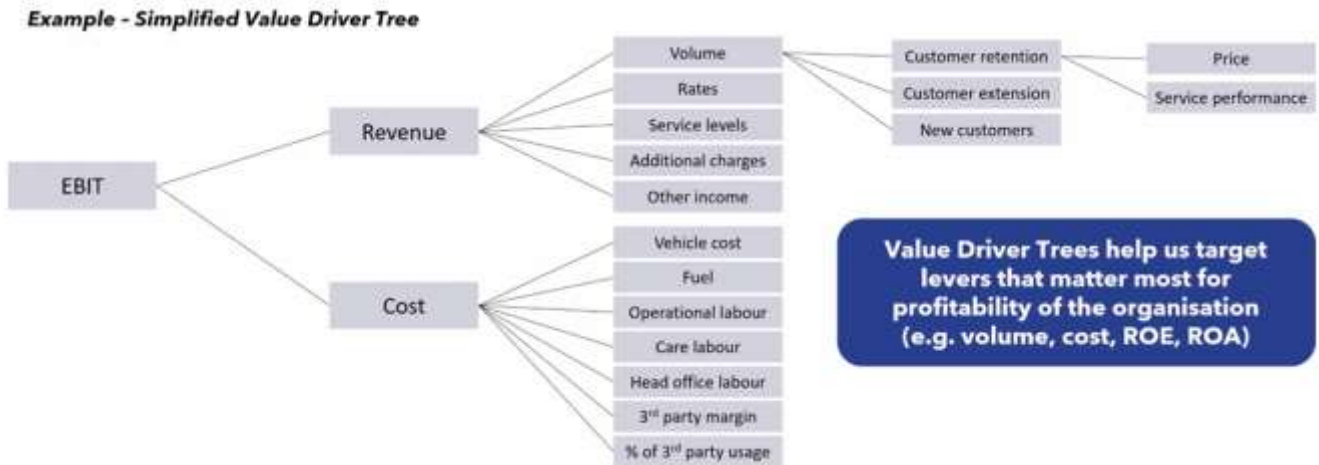 Example - Simplified Value Driver Tree
EBIT
Revenue
Cost
Volume
Rates
Service levels
Additional charges
Other income
Vehicle cost
Fuel
Operational labour
Care labour
Head office labour
3rd party margin
% of 3rd party usage
Customer retention
Customer extension
New customers
Price
Service performance
Value Driver Trees help us target
levers that matter most for
profitability of the organisation
(e.g. volume, cost, ROE, ROA)